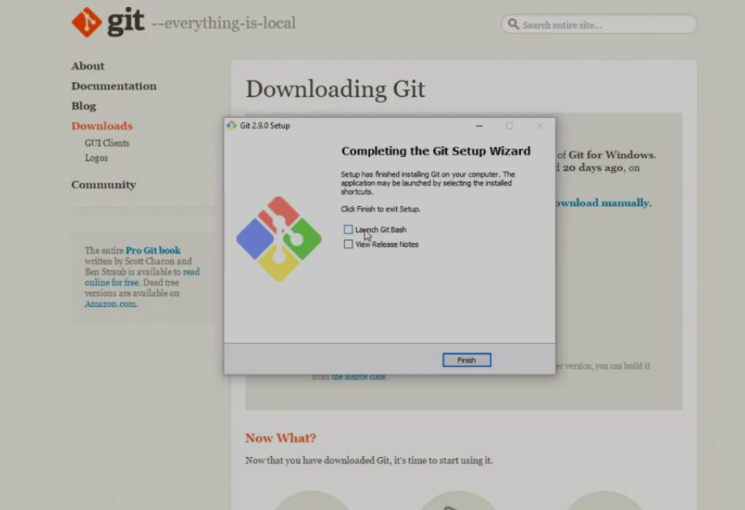 git --everything-is-local
Search entire site...
About
Documentation
Blog
Downloads
GUI Clients
Logos
Community
The entire Pro Git book
written by Scott Chacon and
Ben Straub is available to read
online for free. Dead tree
versions are available on
Amazon.com.
Downloading Git
of Git for Windows.
20 days ago, on
ownload manually.
Git 2.9.0 Setup
Completing the Git Setup Wizard
Setup has finished installing Git on your computer. The
application may be launched by selecting the installed
shortcuts.
Click Finish to exit Setup.
Launch Git Bash
View Release Notes
Finish
er version, you can build it
from the source code.
Now What?
Now that you have downloaded Git, it's time to start using it.